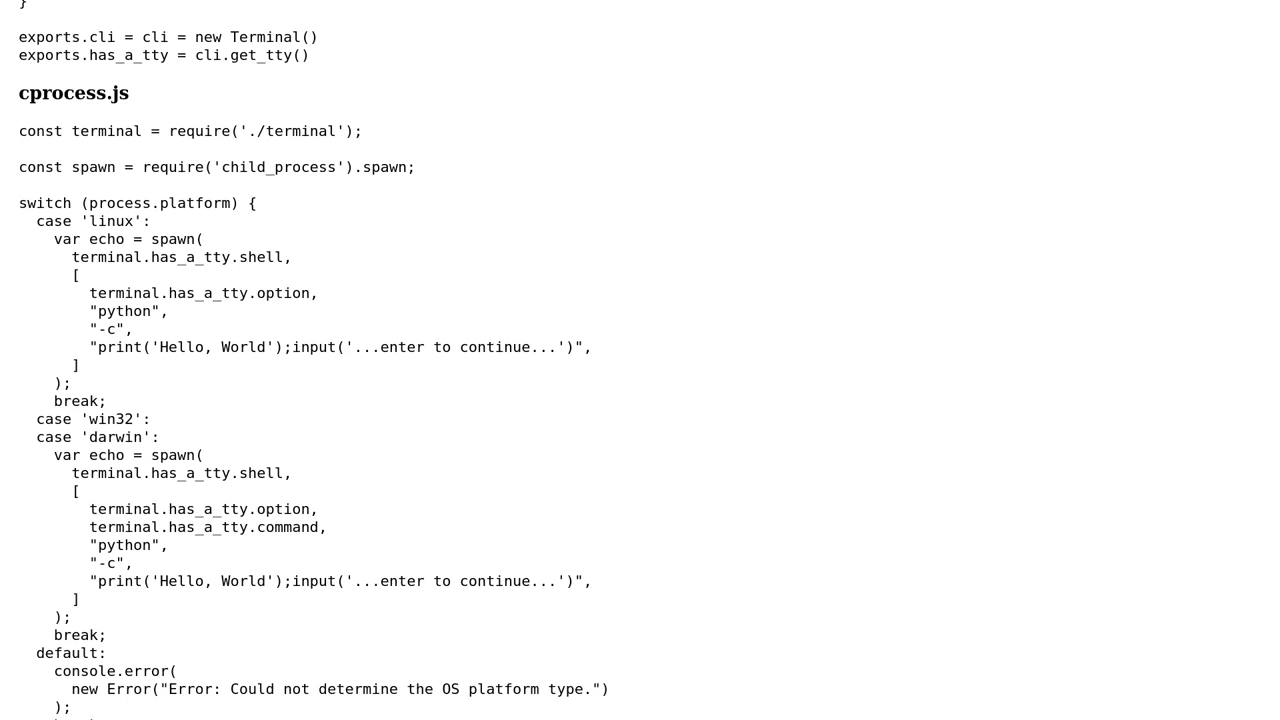 }

exports.cli = cli = new Terminal()
exports.has_a_tty = cli.get_tty()

cprocess.js

const terminal = require('./terminal');

const spawn = require('child_process').spawn;

switch (process.platform) {
  case 'linux':
    var echo = spawn(
      terminal.has_a_tty.shell,
      [
        terminal.has_a_tty.option,
        "python",
        "-c",
        "print('Hello, World');input('...enter to continue...')",
      ]
    );
    break;
  case 'win32':
  case 'darwin':
    var echo = spawn(
      terminal.has_a_tty.shell,
      [
        terminal.has_a_tty.option,
        terminal.has_a_tty.command,
        "python",
        "-c",
        "print('Hello, World');input('...enter to continue...')",
      ]
    );
    break;
  default:
    console.error(
      new Error("Error: Could not determine the OS platform type.")
    );